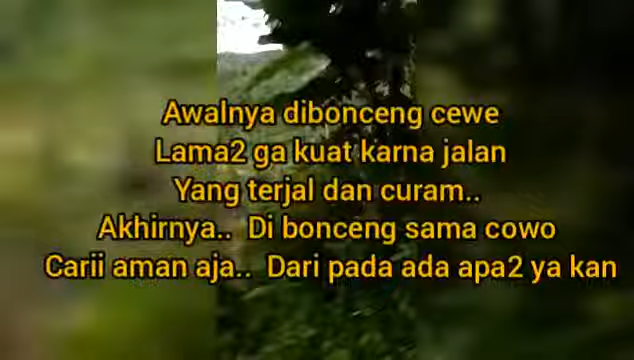 Awalnya dibonceng cewe
Lama2 ga kuat karna jalan
Yang terjal dan curam..
Akhirnya.. Di bonceng sama cowo
Carii aman aja.. Dari pada ada apa2 ya kan